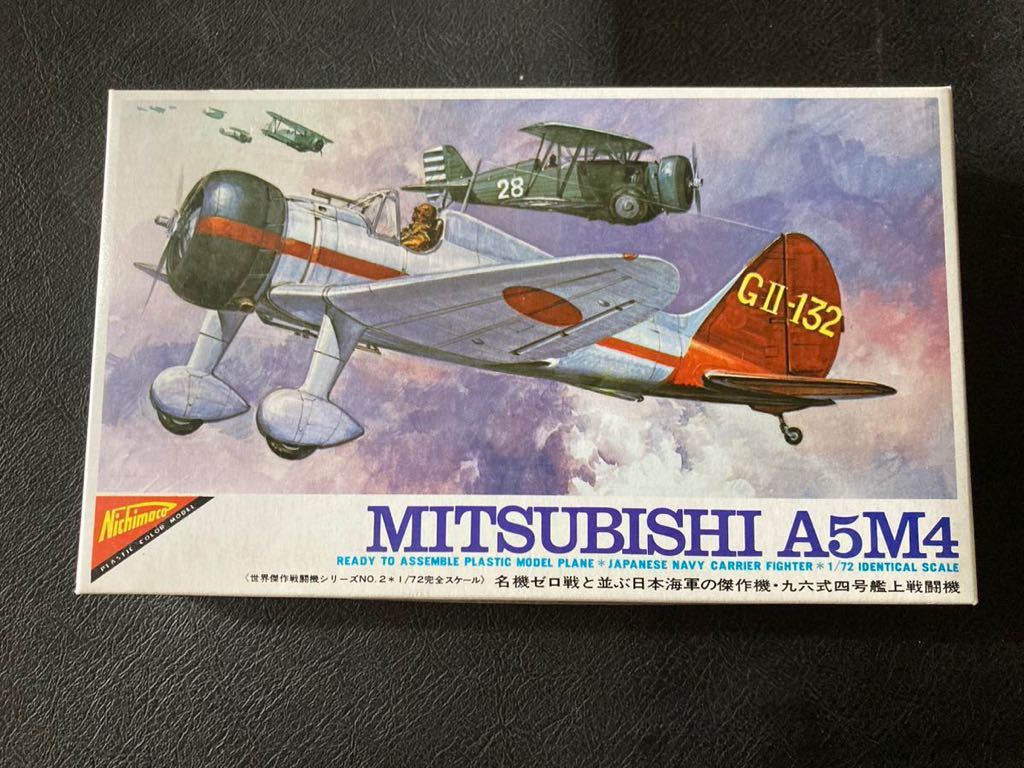 28
GII-132
Nichimoco
PLASTIC COLOR MODEL
MITSUBISHI A5M4
READY TO ASSEMBLE PLASTIC MODEL PLANE * JAPANESE NAVY CARRIER FIGHTER * 1/72 IDENTICAL SCALE
〈世界傑作戦闘機シリーズNO.2*1/72完全スケール〉 名機ゼロ戦と並ぶ日本海軍の傑作機・九六式四号艦上戦闘機